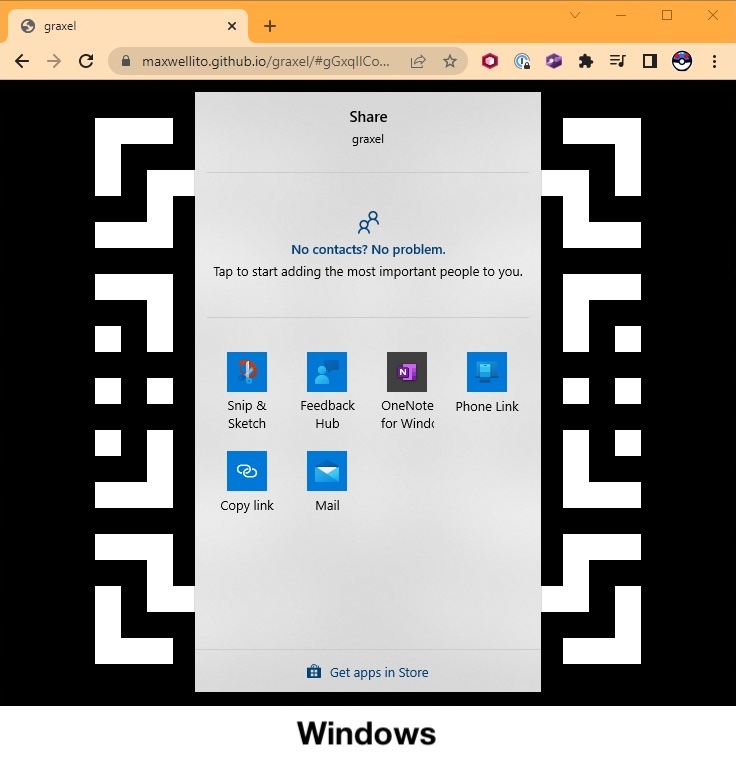 graxel
maxwellito.github.io/graxel/#gGxqIlCo...
Share
graxel
No contacts? No problem.
Tap to start adding the most important people to you.
Snip &
Sketch
Feedback
Hub
OneNote
for Windo
Phone Link
Copy link
Mail
Get apps in Store
Windows